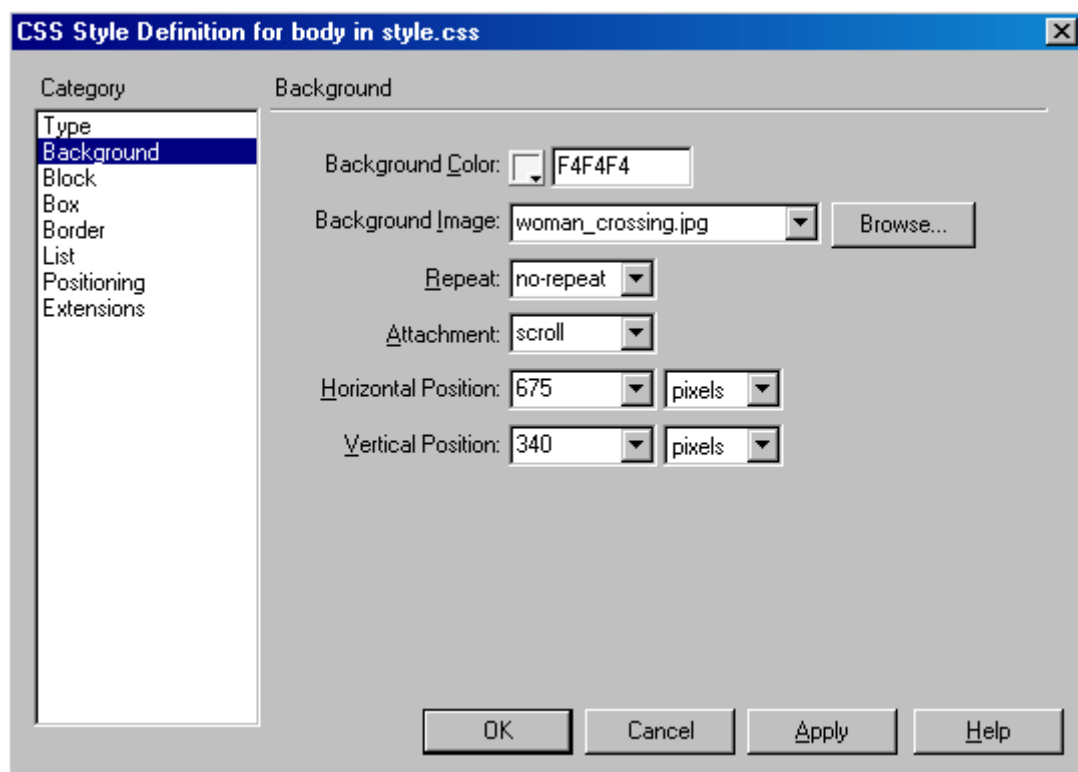 CSS Style Definition for body in style.css
Category
Background
Type
Background
Block
Box
Border
List
Positioning
Extensions
Background Color: F4F4F4
Background Image: woman_crossing.jpg Browse...
Repeat: no-repeat
Attachment: scroll
Horizontal Position: 675 pixels
Vertical Position: 340 pixels
OK Cancel Apply Help